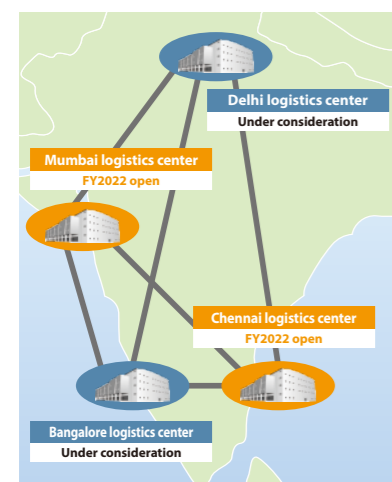 Delhi logistics center
Under consideration
Mumbai logistics center
FY2022 open
Chennai logistics center
FY2022 open
Bangalore logistics center
Under consideration